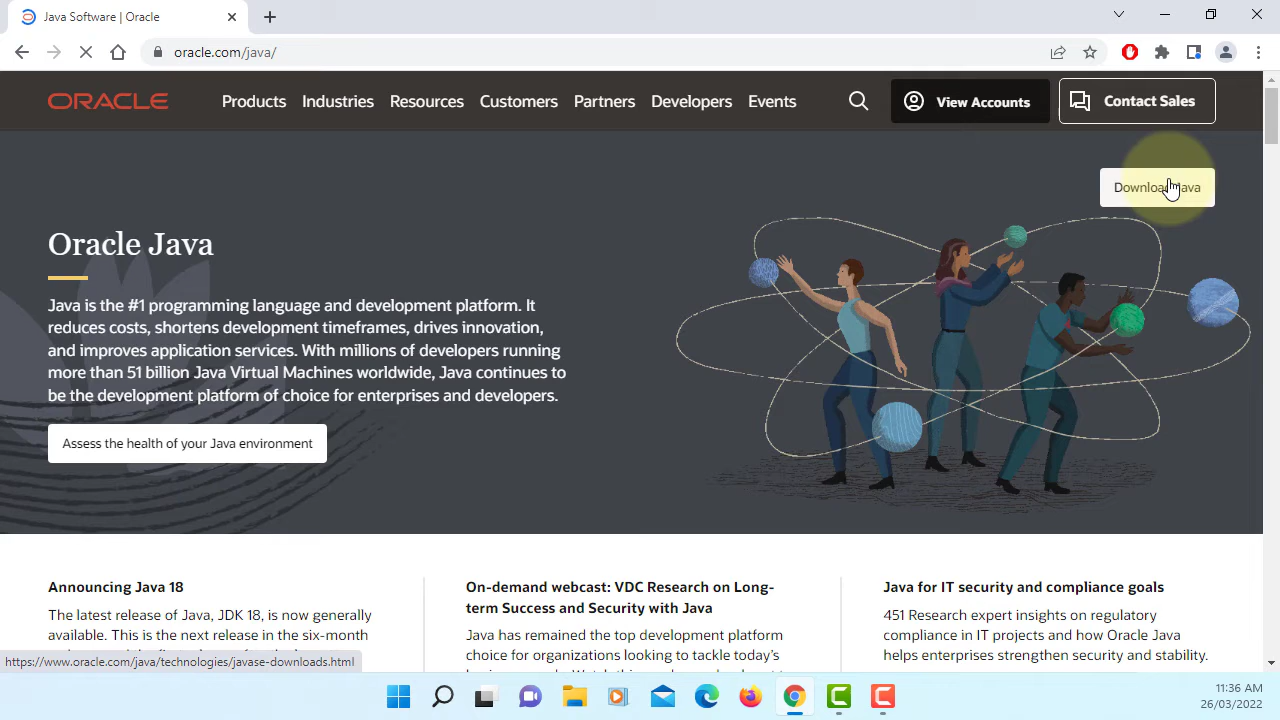 Java Software | Oracle
oracle.com/java/
ORACLE
Products
Industries
Resources
Customers
Partners
Developers
Events
View Accounts
Contact Sales
Download Java
Oracle Java
Java is the #1 programming language and development platform. It
reduces costs, shortens development timeframes, drives innovation,
and improves application services. With millions of developers running
more than 51 billion Java Virtual Machines worldwide, Java continues to
be the development platform of choice for enterprises and developers.
Assess the health of your Java environment
Announcing Java 18
The latest release of Java, JDK 18, is now generally
available. This is the next release in the six-month
On-demand webcast: VDC Research on Long-
term Success and Security with Java
Java has remained the top development platform
choice for organizations looking to tackle today's
Java for IT security and compliance goals
451 Research expert insights on regulatory
compliance in IT projects and how Oracle Java
helps enterprises strengthen security and stability.
https://www.oracle.com/java/technologies/javase-downloads.html
11:36 AM
26/03/2022